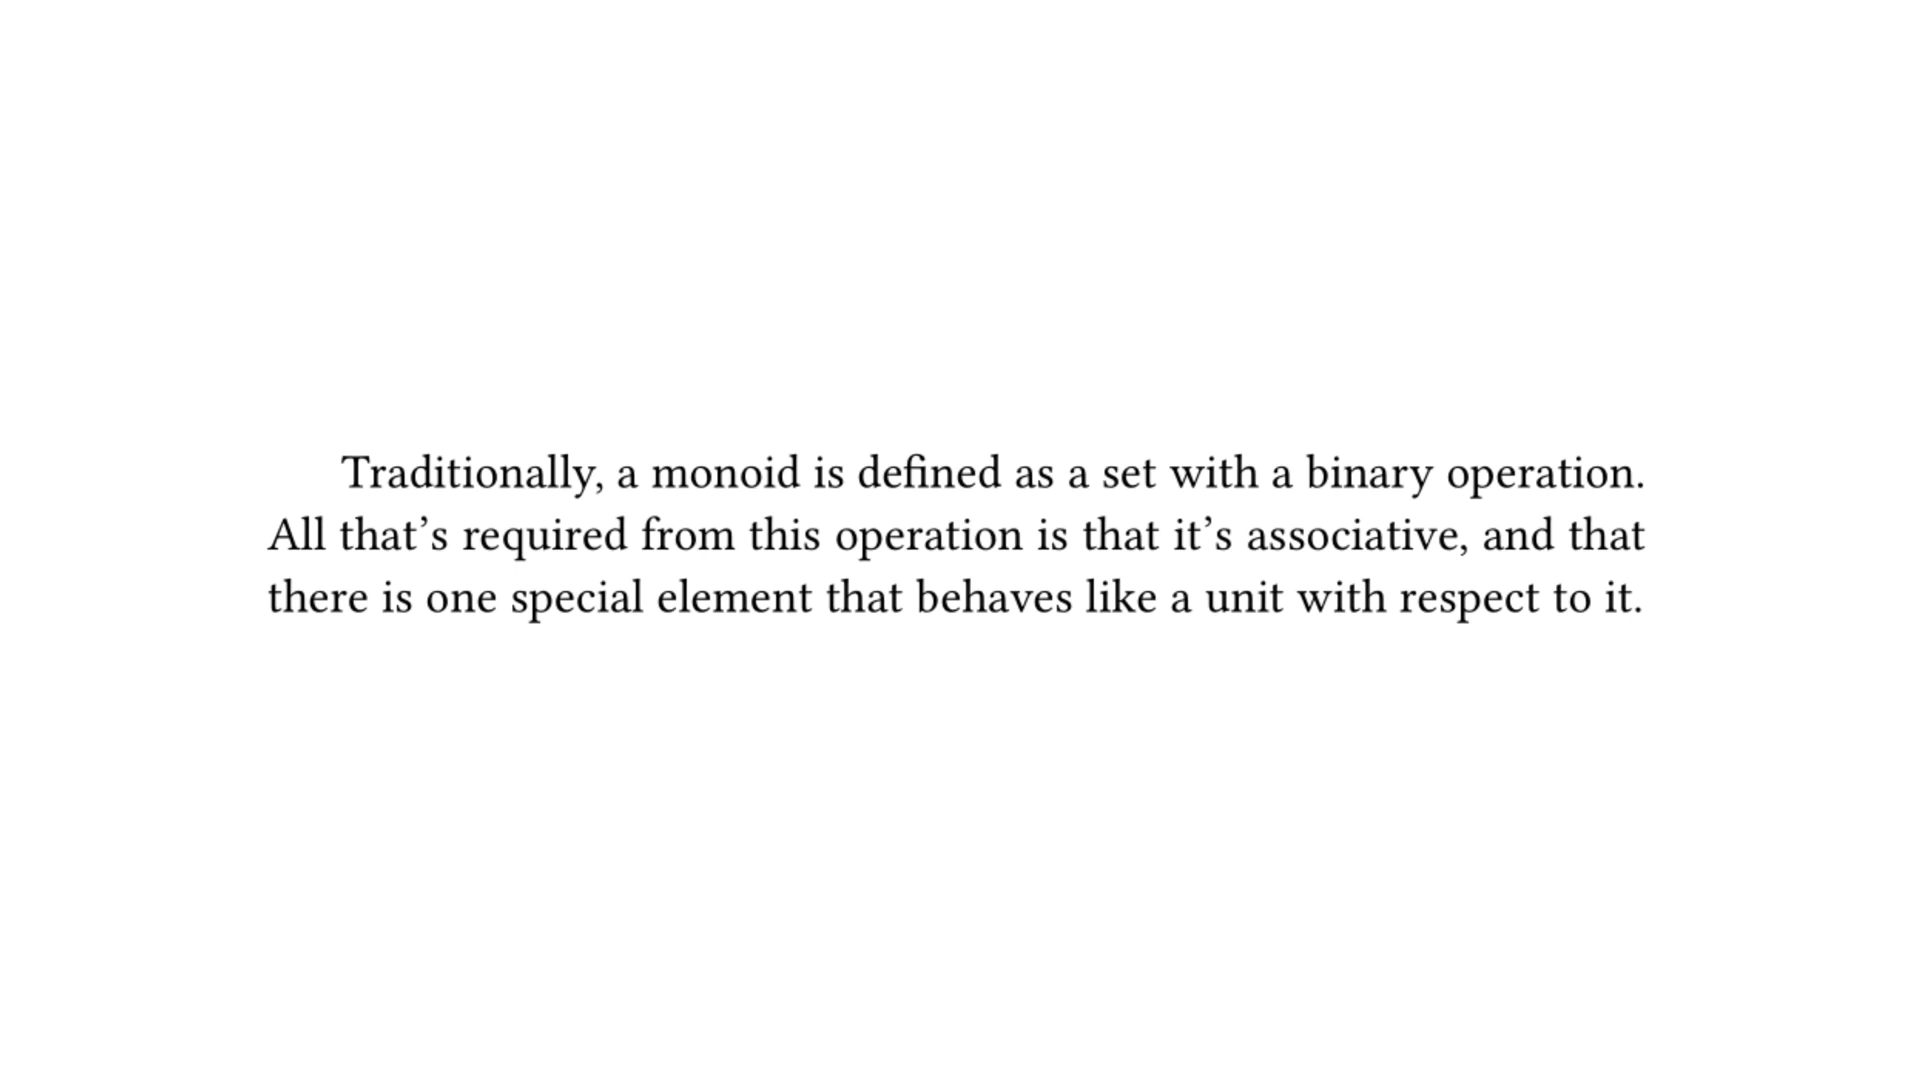 Traditionally, a monoid is defined as a set with a binary operation.
All that’s required from this operation is that it’s associative, and that
there is one special element that behaves like a unit with respect to it.